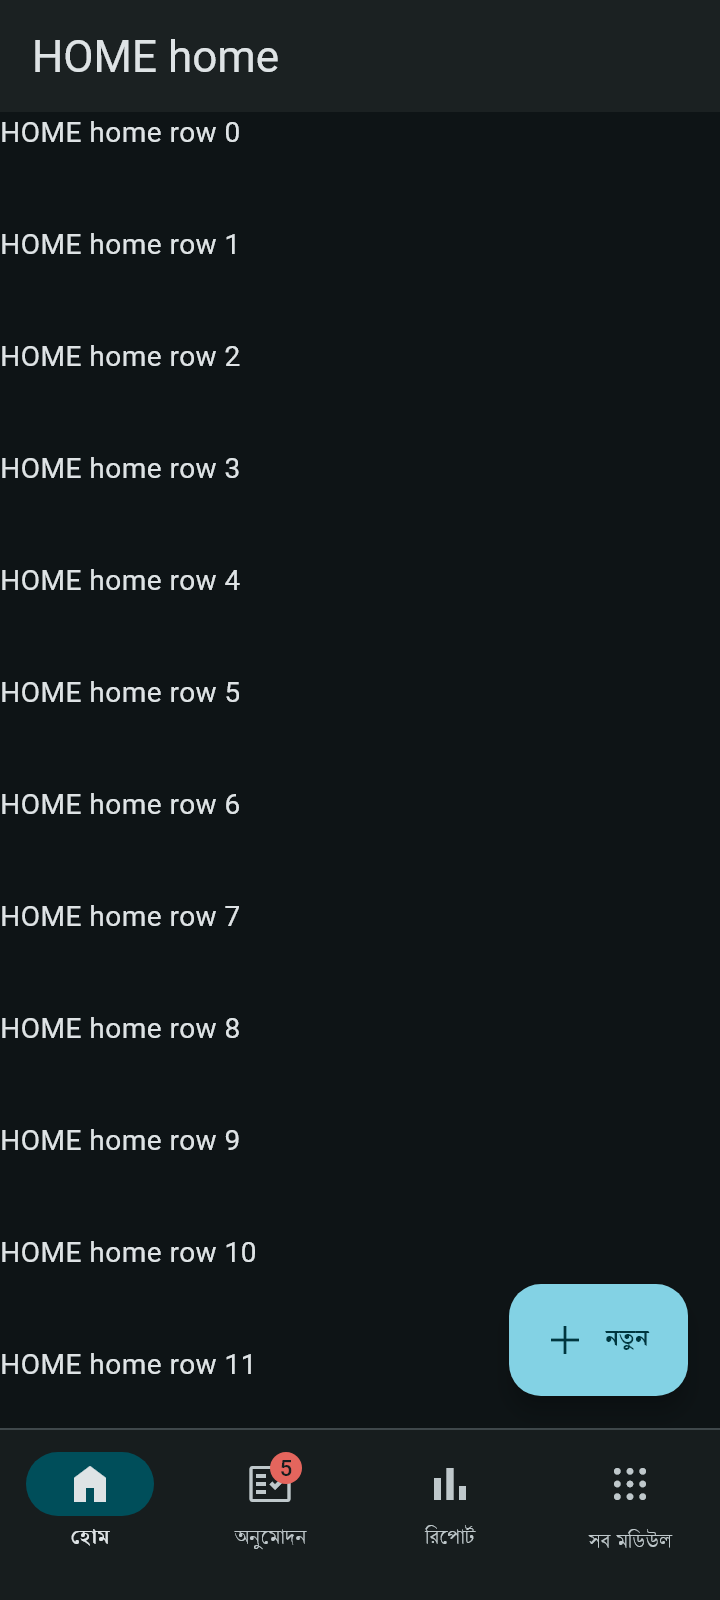 HOME home
HOME home row 0
HOME home row 1
HOME home row 2
HOME home row 3
HOME home row 4
HOME home row 5
HOME home row 6
HOME home row 7
HOME home row 8
HOME home row 9
HOME home row 10
HOME home row 11
নতুন
5
হোম
অনুমোদন
রিপোর্ট
সব মডিউল